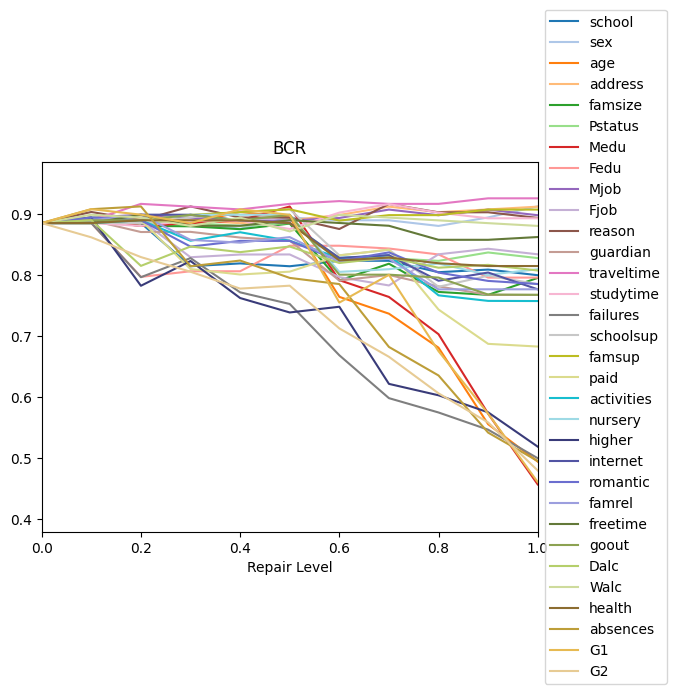 BCR
0.9
0.8
0.7
0.6
0.5
0.4
0.0 0.2 0.4 0.6 0.8 1.0
Repair Level
school
sex
age
address
famsize
Pstatus
Medu
Fedu
Mjob
Fjob
reason
guardian
traveltime
studytime
failures
schoolsup
famsup
paid
activities
nursery
higher
internet
romantic
famrel
freetime
goout
Dalc
Walc
health
absences
G1
G2